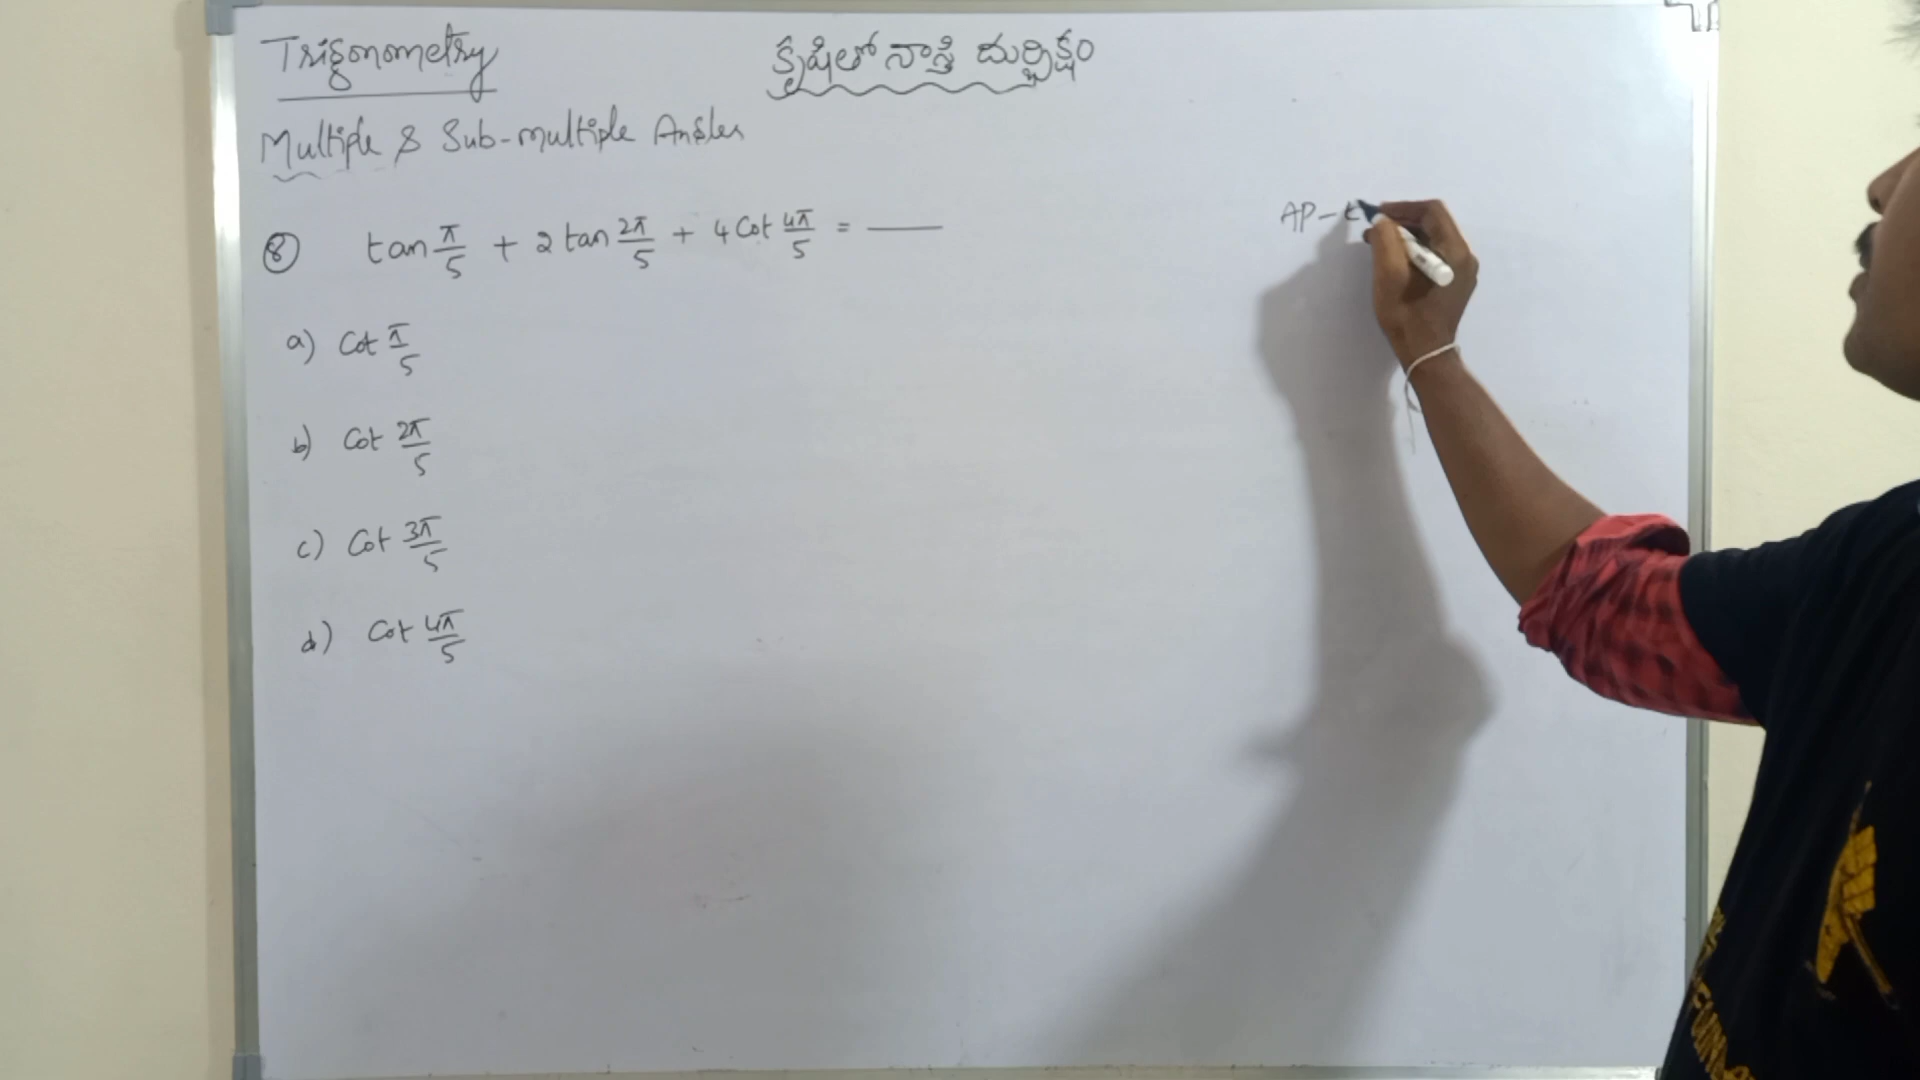 Trigonometry
కృషితో నాస్తి దుర్భిక్షం
Multiple & Sub-multiple Angles
⑧ tan π/5 + 2 tan 2π/5 + 4 Cot 4π/5 = ____
AP-
a) Cot π/5
b) Cot 2π/5
c) Cot 3π/5
d) Cot 4π/5